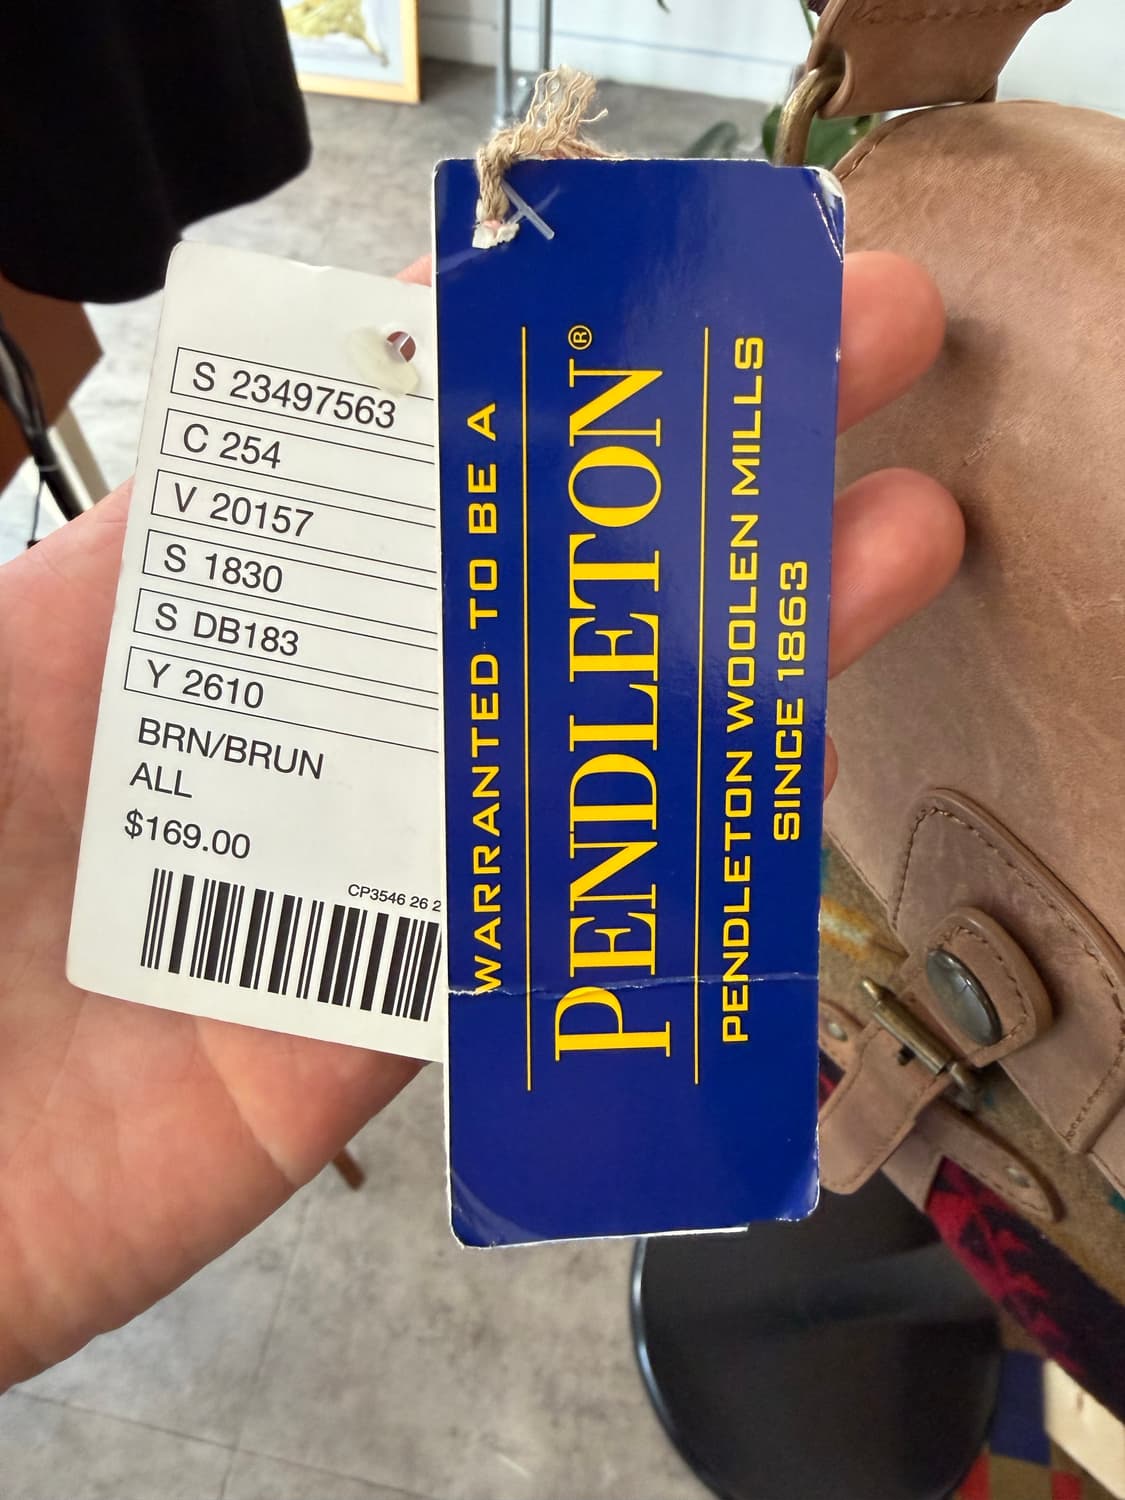 S 23497563
C 254
V 20157
S 1830
S DB183
Y 2610
BRN/BRUN
ALL
$169.00
CP3546 26 2
WARRANTED TO BE A
PENDLETON®
PENDLETON WOOLEN MILLS
SINCE 1863